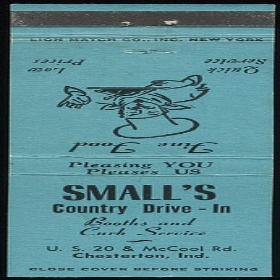 LION MATCH CO., INC. NEW YORK
Quick Service
Low Prices
Fine Food
Pleasing YOU
Pleases US
SMALL'S
Country Drive - In
Booths and
Curb Service
U. S. 20 & McCool Rd.
Chesterton, Ind.
CLOSE COVER BEFORE STRIKING